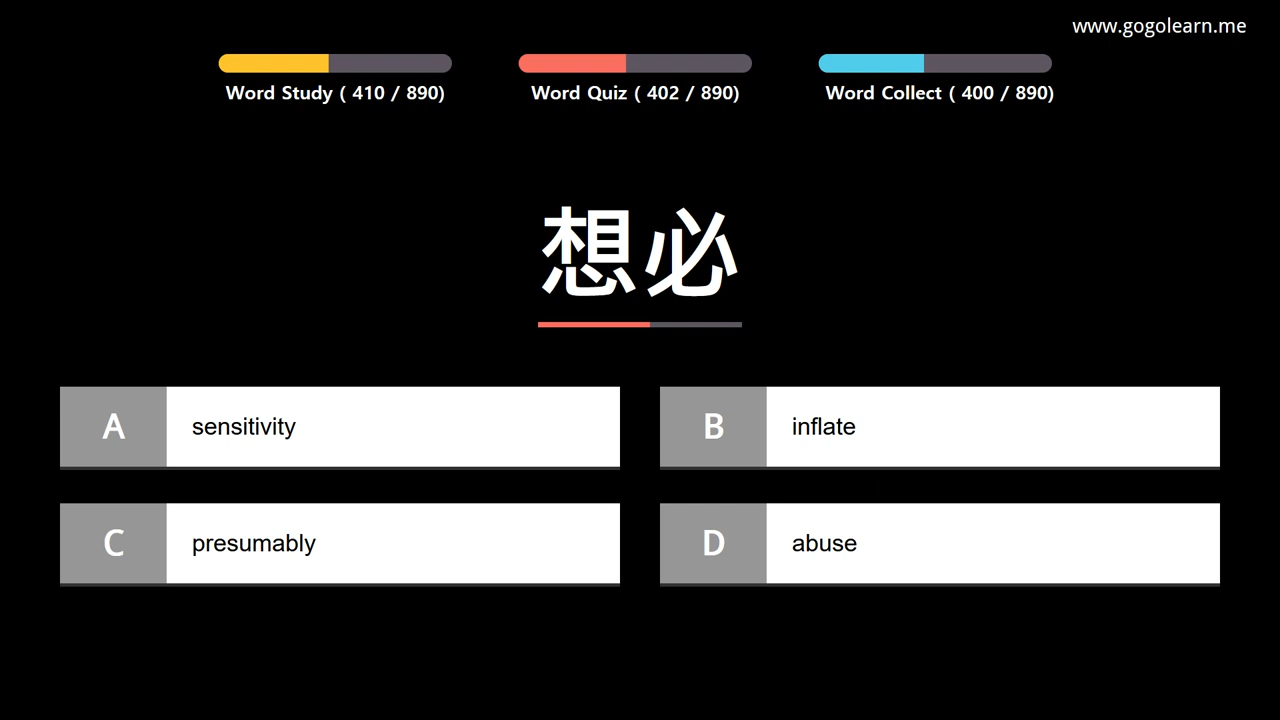 www.gogolearn.me
Word Study ( 410 / 890)
Word Quiz ( 402 / 890)
Word Collect ( 400 / 890)
想必
A sensitivity
B inflate
C presumably
D abuse